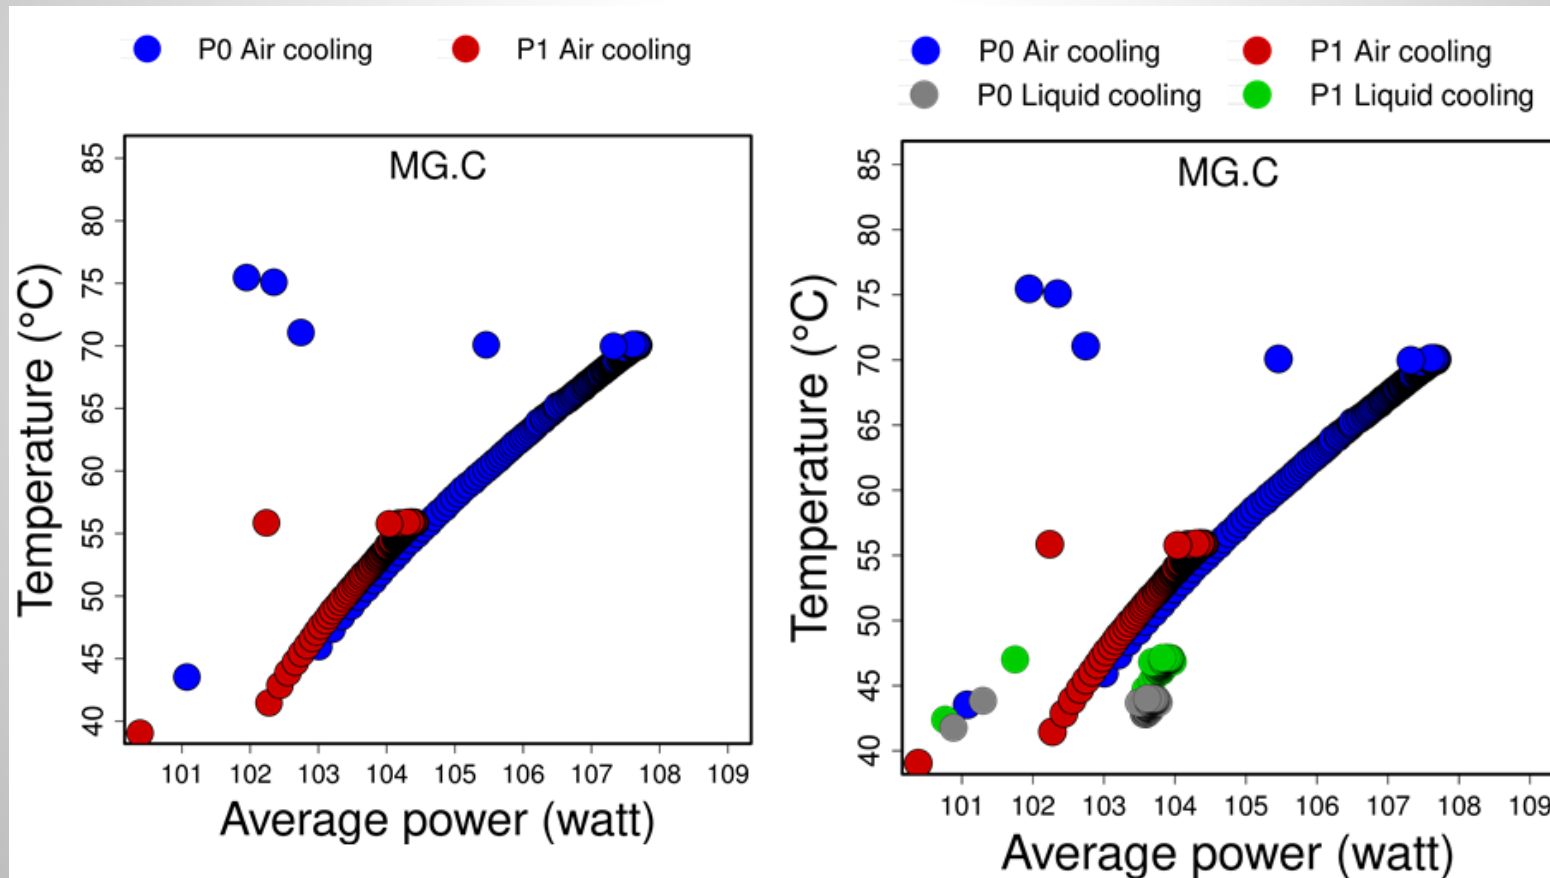 P0 Air cooling P1 Air cooling
MG.C
85
80
75
70
65
60
55
50
45
40
Temperature (°C)
101 102 103 104 105 106 107 108 109
Average power (watt)
P0 Air cooling P1 Air cooling
P0 Liquid cooling P1 Liquid cooling
MG.C
85
80
75
70
65
60
55
50
45
40
Temperature (°C)
101 102 103 104 105 106 107 108 109
Average power (watt)